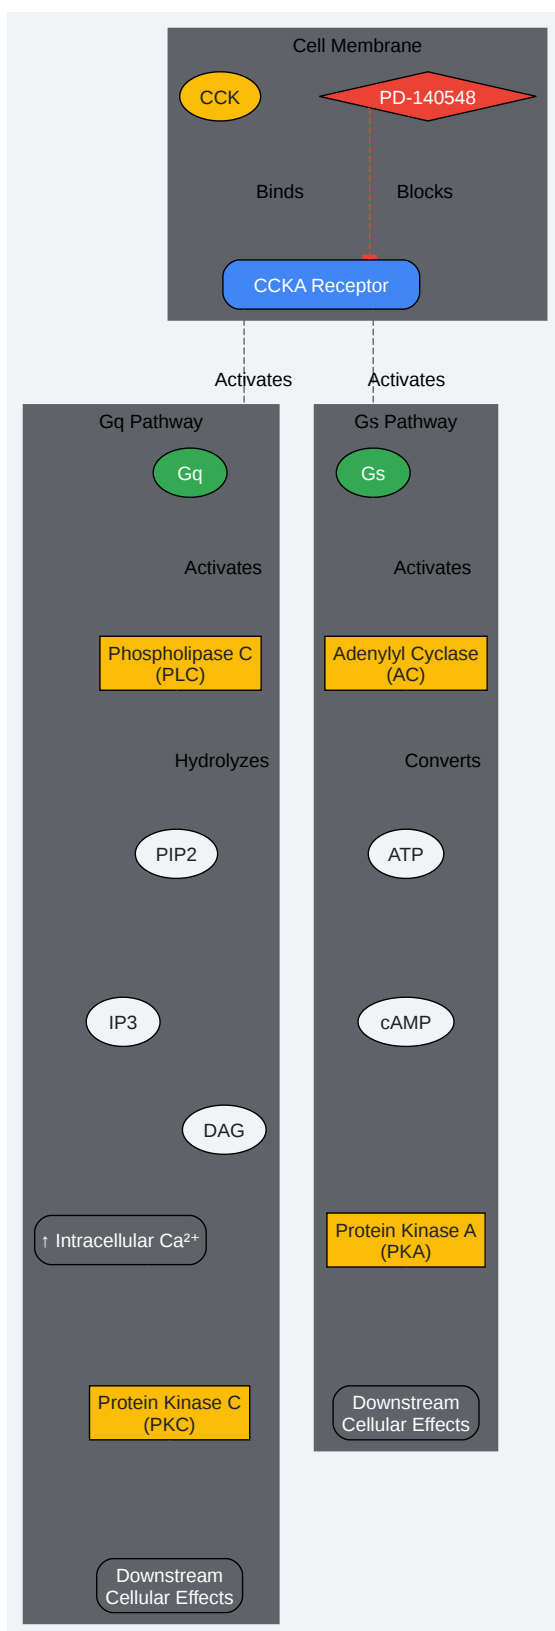 Cell Membrane
CCK
PD-140548
Binds
Blocks
CCKA Receptor
Activates
Activates
Gq Pathway
Gs Pathway
Gq
Gs
Activates
Activates
Phospholipase C
(PLC)
Adenylyl Cyclase
(AC)
Hydrolyzes
Converts
PIP2
ATP
IP3
cAMP
DAG
↑ Intracellular Ca²⁺
Protein Kinase A
(PKA)
Protein Kinase C
(PKC)
Downstream
Cellular Effects
Downstream
Cellular Effects